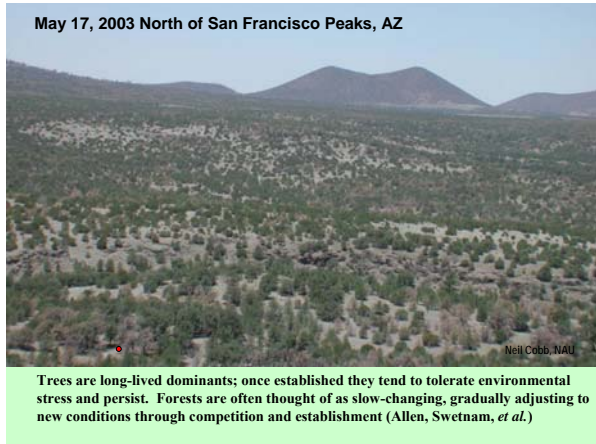 May 17, 2003 North of San Francisco Peaks, AZ
Neil Cobb, NAU
Trees are long-lived dominants; once established they tend to tolerate environmental
stress and persist.  Forests are often thought of as slow-changing, gradually adjusting to
new conditions through competition and establishment (Allen, Swetnam, et al.)